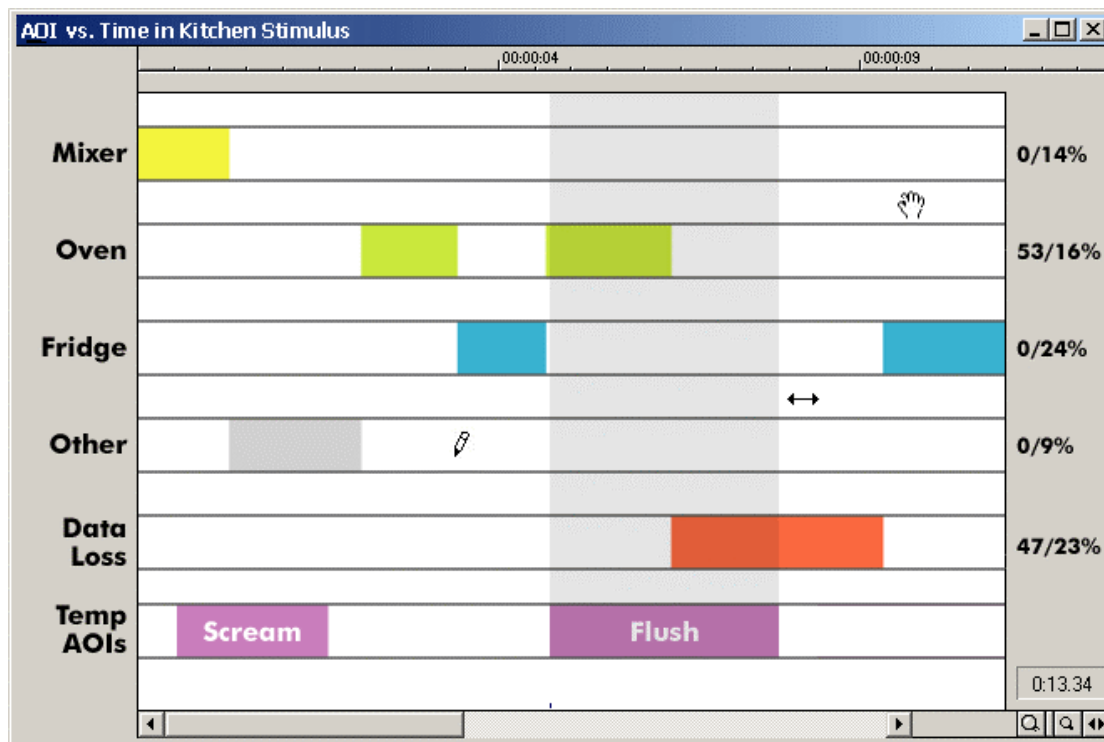 AOI vs. Time in Kitchen Stimulus
00:00:04 00:00:09
Mixer 0/14%
Oven 53/16%
Fridge 0/24%
Other 0/9%
Data
Loss 47/23%
Temp
AOIs Scream Flush
0:13.34